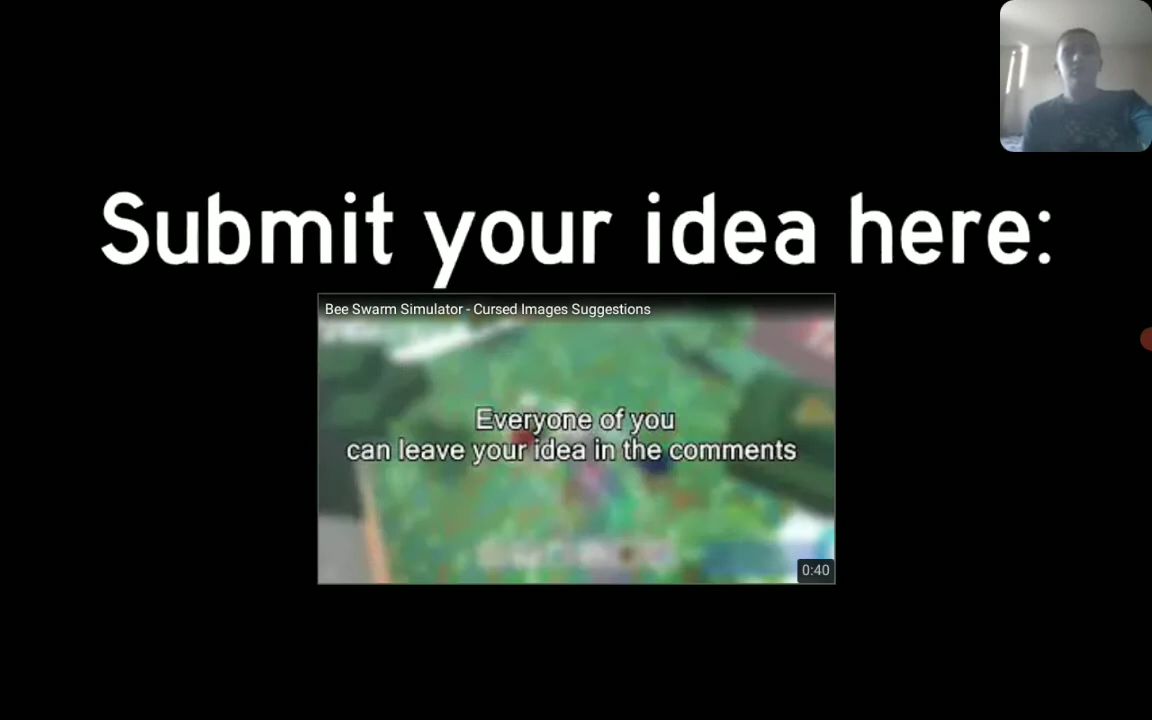 Submit your idea here:
Bee Swarm Simulator - Cursed Images Suggestions
Everyone of you
can leave your idea in the comments
0:40